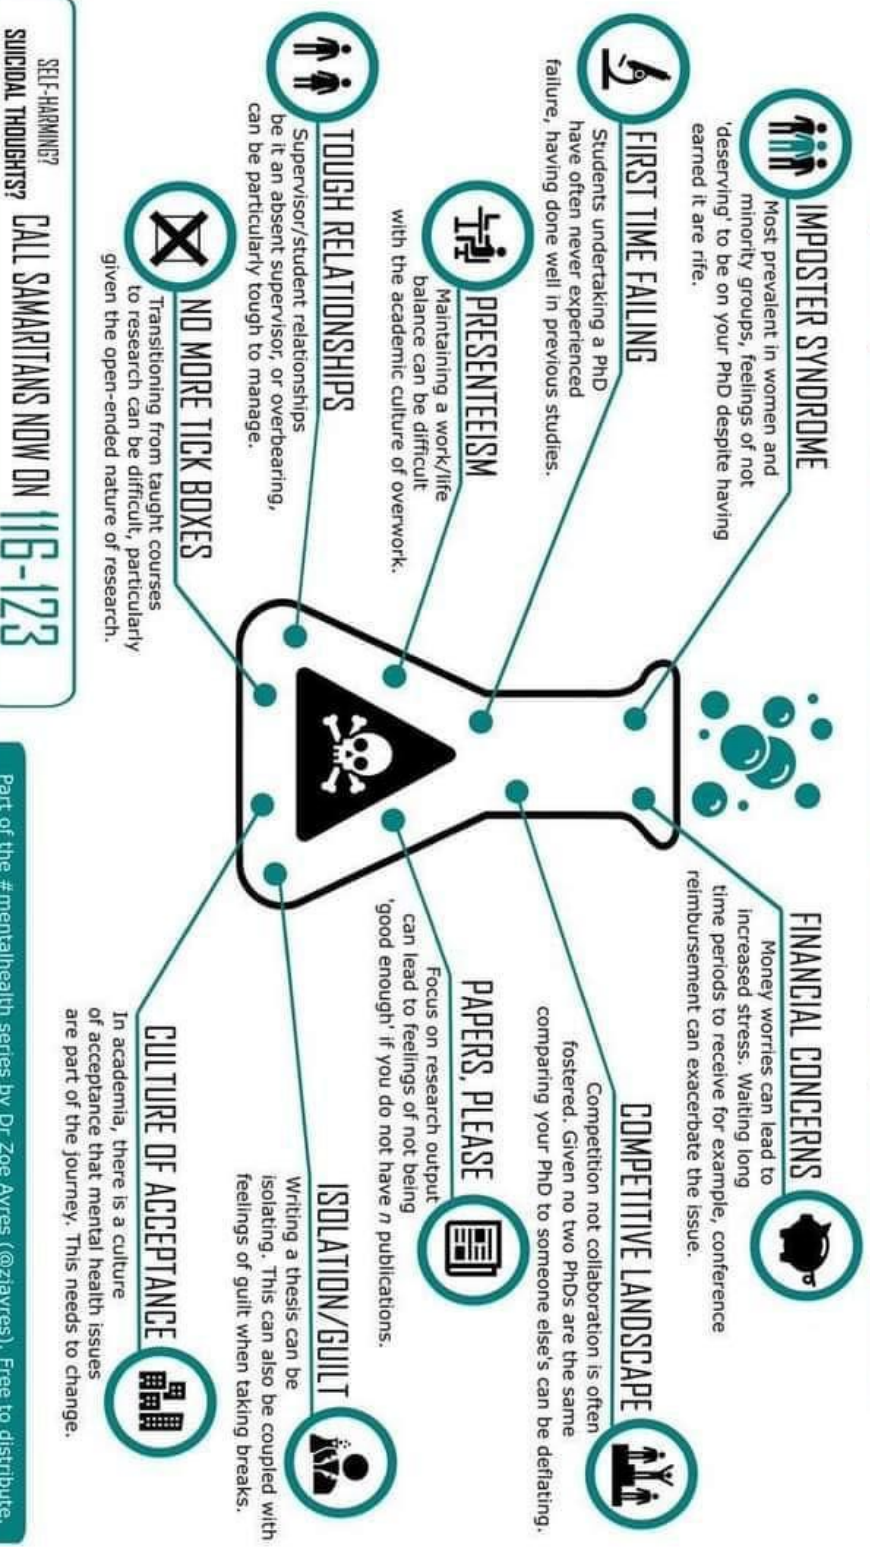 IMPOSTER SYNDROME
Most prevalent in women and
minority groups, feelings of not
'deserving' to be on your PhD despite having
earned it are rife.
FIRST TIME FAILING
Students undertaking a PhD
have often never experienced
failure, having done well in previous studies.
PRESENTEEISM
Maintaining a work/life
balance can be difficult
with the academic culture of overwork.
TOUGH RELATIONSHIPS
Supervisor/student relationships
be it an absent supervisor, or overbearing,
can be particularly tough to manage.
NO MORE TICK BOXES
Transitioning from taught courses
to research can be difficult, particularly
given the open-ended nature of research.
FINANCIAL CONCERNS
Money worries can lead to
increased stress. Waiting long
time periods to receive for example, conference
reimbursement can exacerbate the issue.
COMPETITIVE LANDSCAPE
Competition not collaboration is often
fostered. Given no two PhDs are the same
comparing your PhD to someone else's can be deflating.
PAPERS, PLEASE
Focus on research output
can lead to feelings of not being
'good enough' if you do not have n publications.
ISOLATION/GUILT
Writing a thesis can be
isolating. This can also be coupled with
feelings of guilt when taking breaks.
CULTURE OF ACCEPTANCE
In academia, there is a culture
of acceptance that mental health issues
are part of the journey. This needs to change.
SELF-HARMING?
SUICIDAL THOUGHTS? CALL SAMARITANS NOW ON 116-123
Part of the #mentalhealth series by Dr Zoe Ayres (@zjayres). Free to distribute.